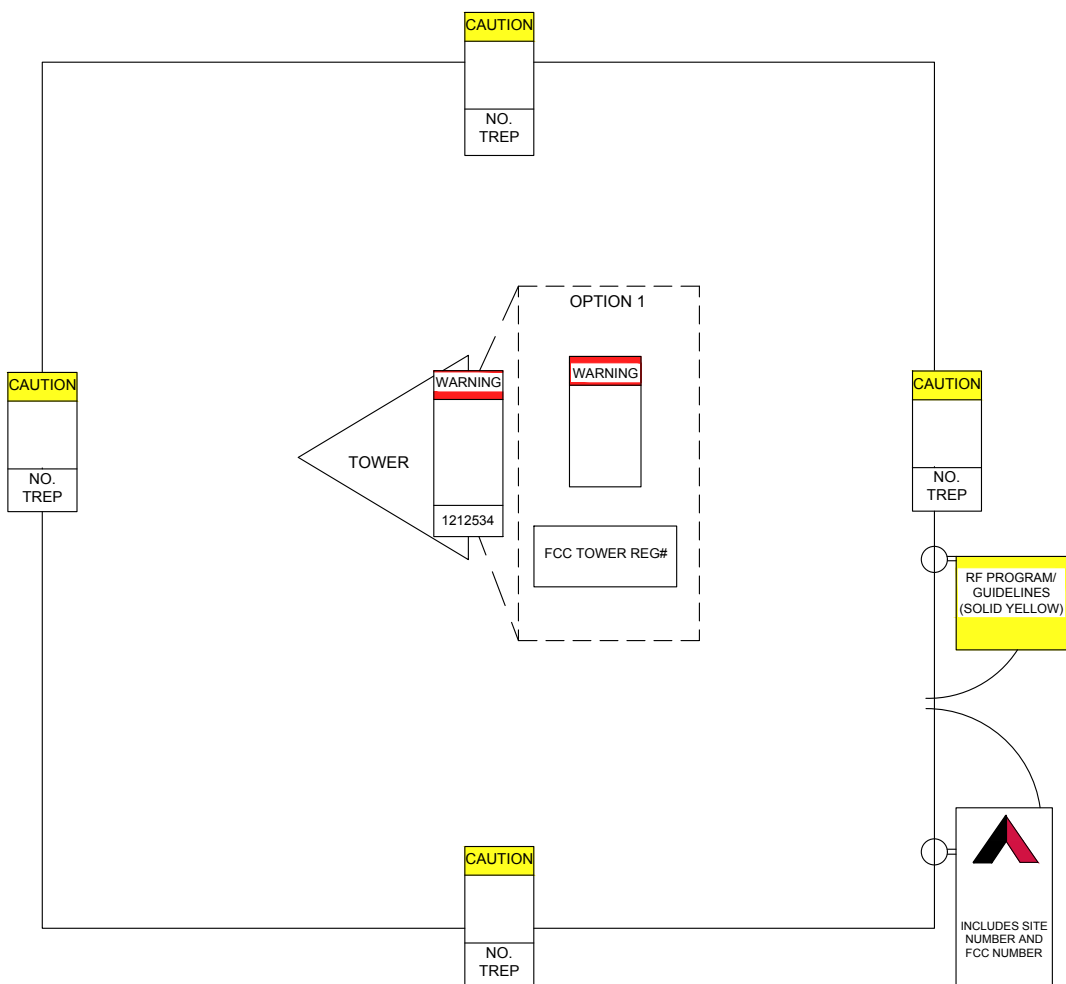 CAUTION
NO.
TREP
OPTION 1
WARNING
WARNING
CAUTION
NO.
TREP
TOWER
1212534
FCC TOWER REG#
CAUTION
NO.
TREP
RF PROGRAM/
GUIDELINES
(SOLID YELLOW)
CAUTION
NO.
TREP
INCLUDES SITE
NUMBER AND
FCC NUMBER